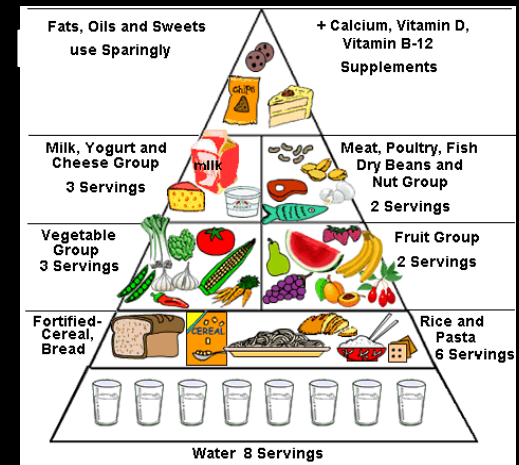 Fats, Oils and Sweets
use Sparingly
+ Calcium, Vitamin D,
Vitamin B-12
Supplements
chips
Milk, Yogurt and
Cheese Group
3 Servings
milk
Meat, Poultry, Fish
Dry Beans and
Nut Group
2 Servings
Vegetable
Group
3 Servings
Fruit Group
2 Servings
Fortified-
Cereal,
Bread
CEREAL
Rice and
Pasta
6 Servings
Water 8 Servings